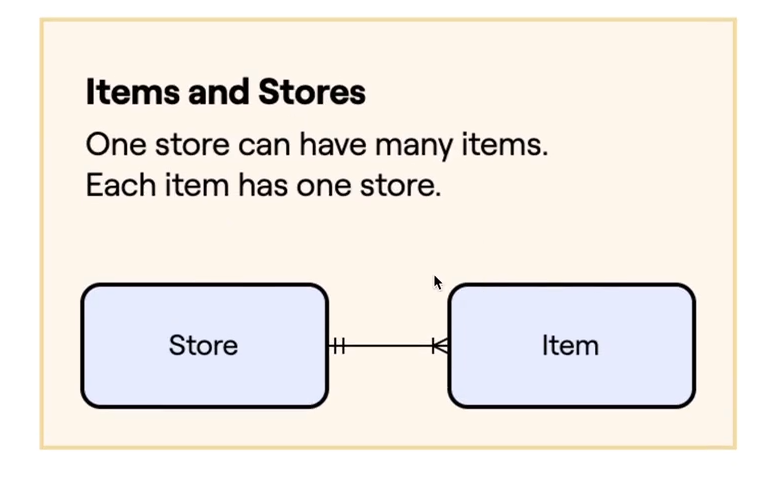 Items and Stores
One store can have many items.
Each item has one store.
Store
Item